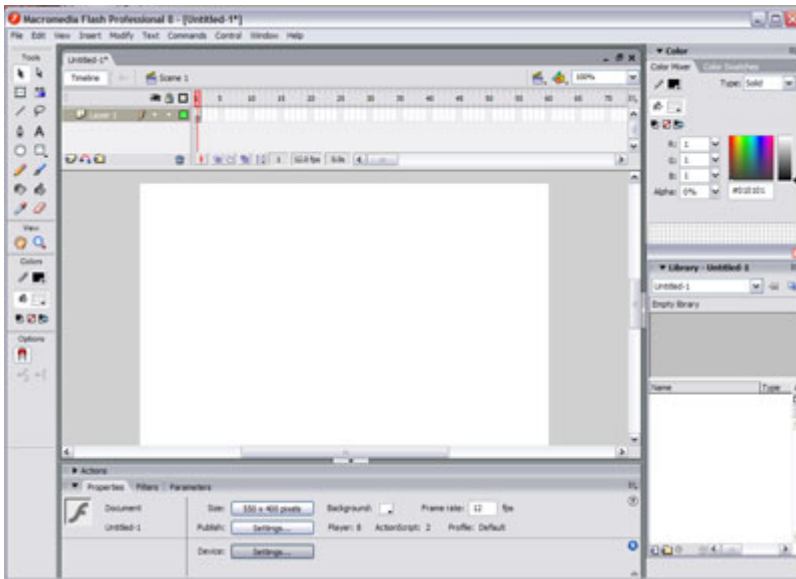 Macromedia Flash Professional 8 - [Untitled-1*]
File Edit View Insert Modify Text Commands Control Window Help
Tools
View
Colors
Options
Untitled-1*
Timeline Scene 1 100%
1 5 10 15 20 25 30 35 40 45 50 55 60 65 70 75
Layer 1
1 12.0 fps 0.0s
Actions
Properties Filters Parameters
Document Size: 550 x 400 pixels Background: Frame rate: 12 fps
Untitled-1 Publish: Settings... Player: 8 ActionScript: 2 Profile: Default
Device: Settings...
Color
Color Mixer Color Swatches
Type: Solid
R: 1
G: 1
B: 1
Alpha: 0% #010101
Library - Untitled-1
Untitled-1
Empty library
Name Type